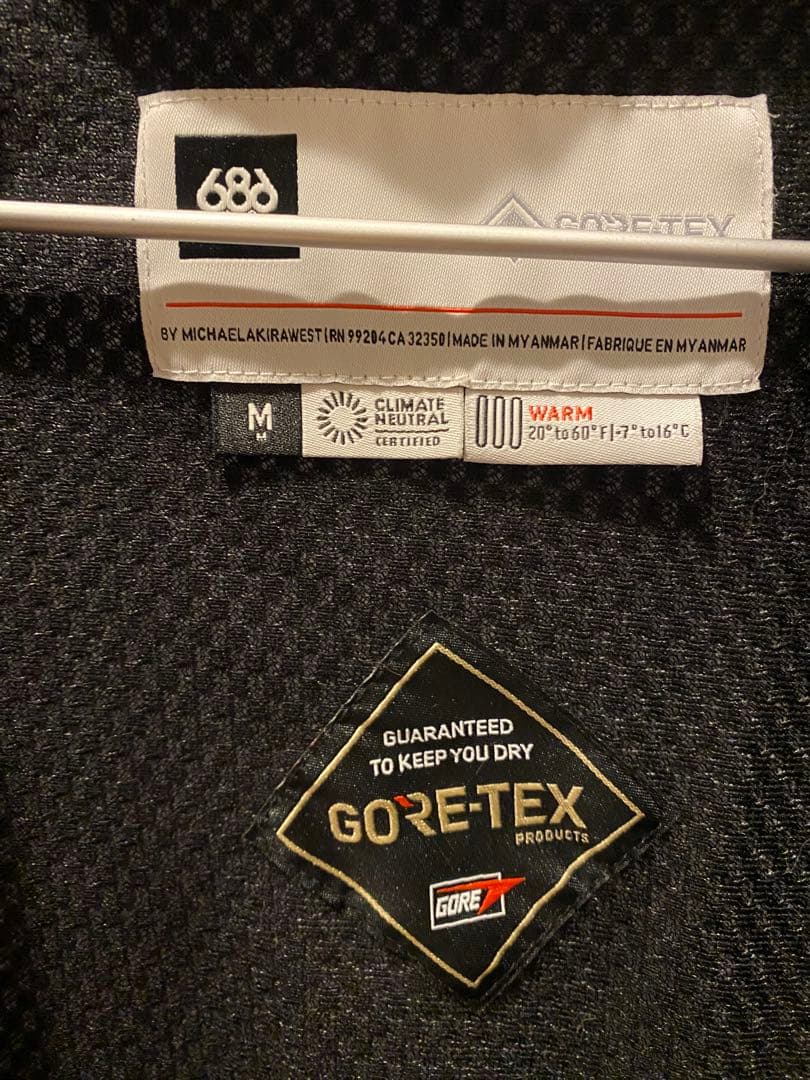 686
GORE-TEX
BY MICHAELAKIRAWEST|RN 99204 CA 32350|MADE IN MYANMAR|FABRIQUE EN MYANMAR
M
M
CLIMATE
NEUTRAL
CERTIFIED
WARM
20° to 60°F|-7° to 16°C
GUARANTEED
TO KEEP YOU DRY
GORE-TEX
PRODUCTS
GORE